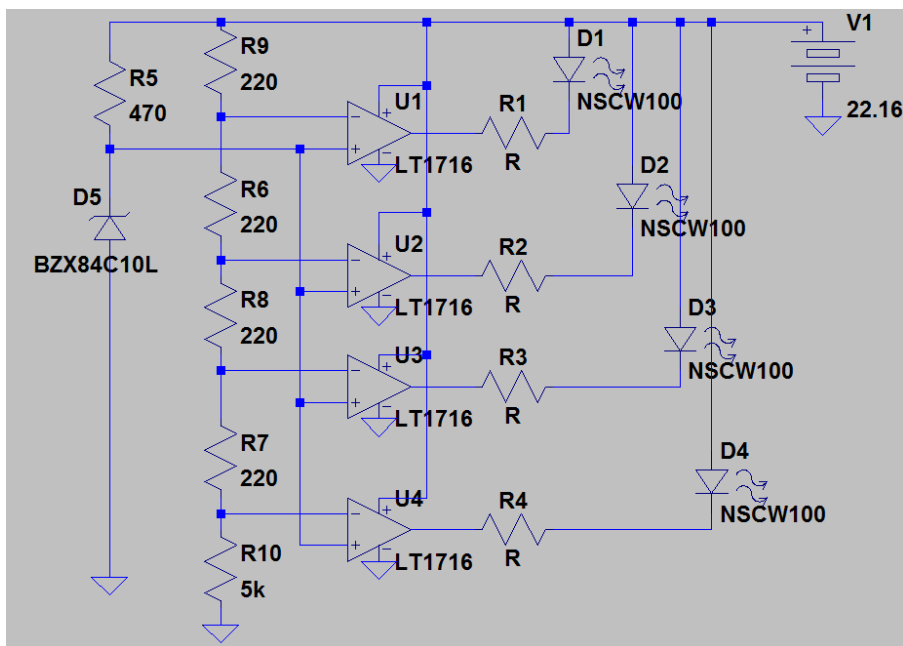 V1
R9
D1
R5
220
U1
470
NSCW100
R1
22.16
LT1716
R
D2
D5
R6
220
U2
NSCW100
R2
BZX84C10L
R8
LT1716
R
D3
220
U3
R3
NSCW100
LT1716
R
R7
D4
220
U4
R4
NSCW100
R10
LT1716
R
5k